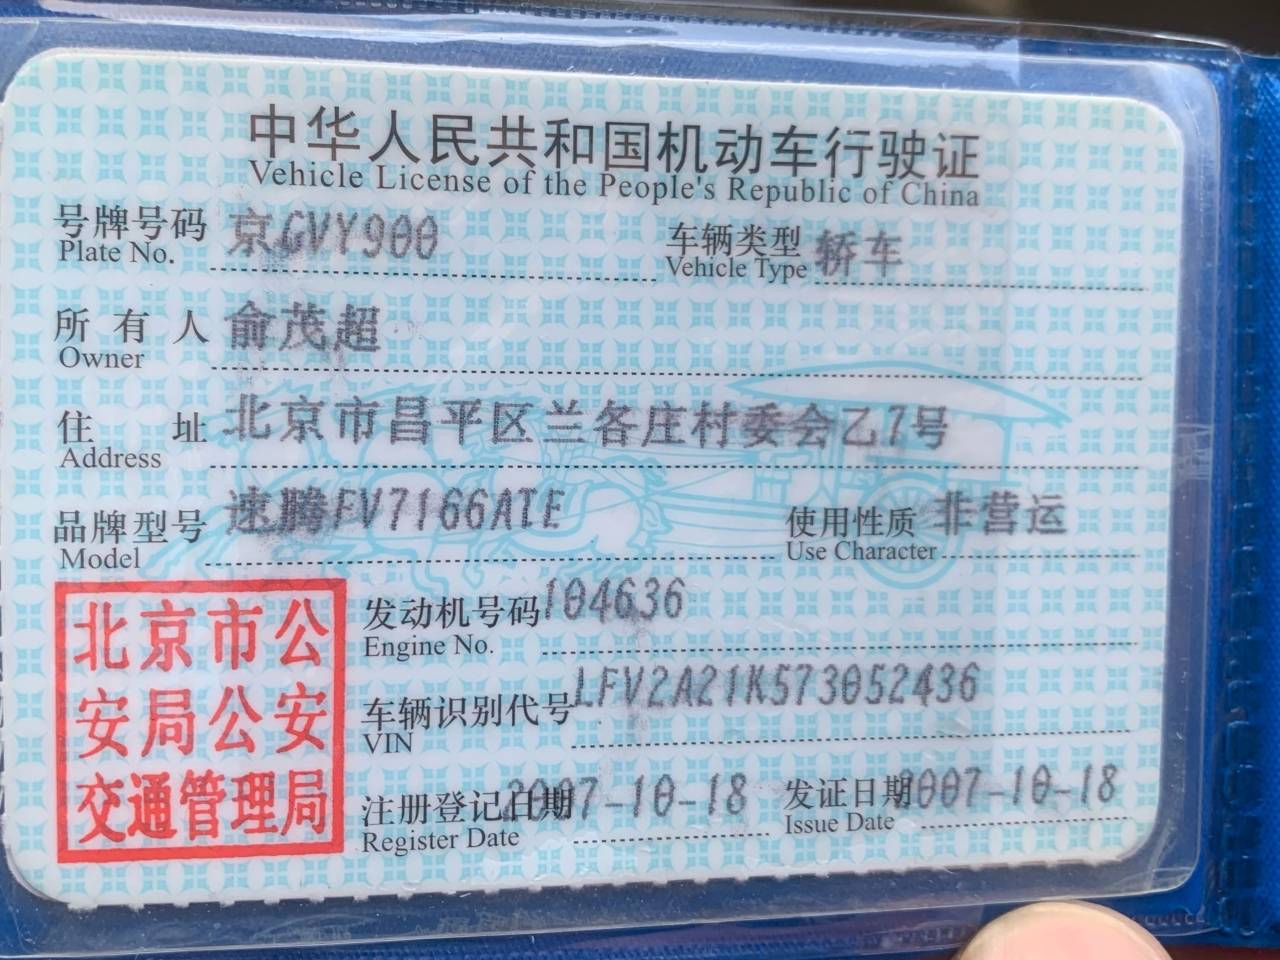 中华人民共和国机动车行驶证
Vehicle License of the People's Republic of China
号牌号码 京GVY900 车辆类型 轿车
Plate No. Vehicle Type
所有人 俞茂超
Owner
住址 北京市昌平区兰各庄村委会乙7号
Address
品牌型号 速腾FV7166ATE 使用性质 非营运
Model Use Character
发动机号码 104636
Engine No.
车辆识别代号 LFV2A21K573052436
VIN
注册登记日期 2007-10-18 发证日期 2007-10-18
Register Date Issue Date
北京市公
安局公安
交通管理局